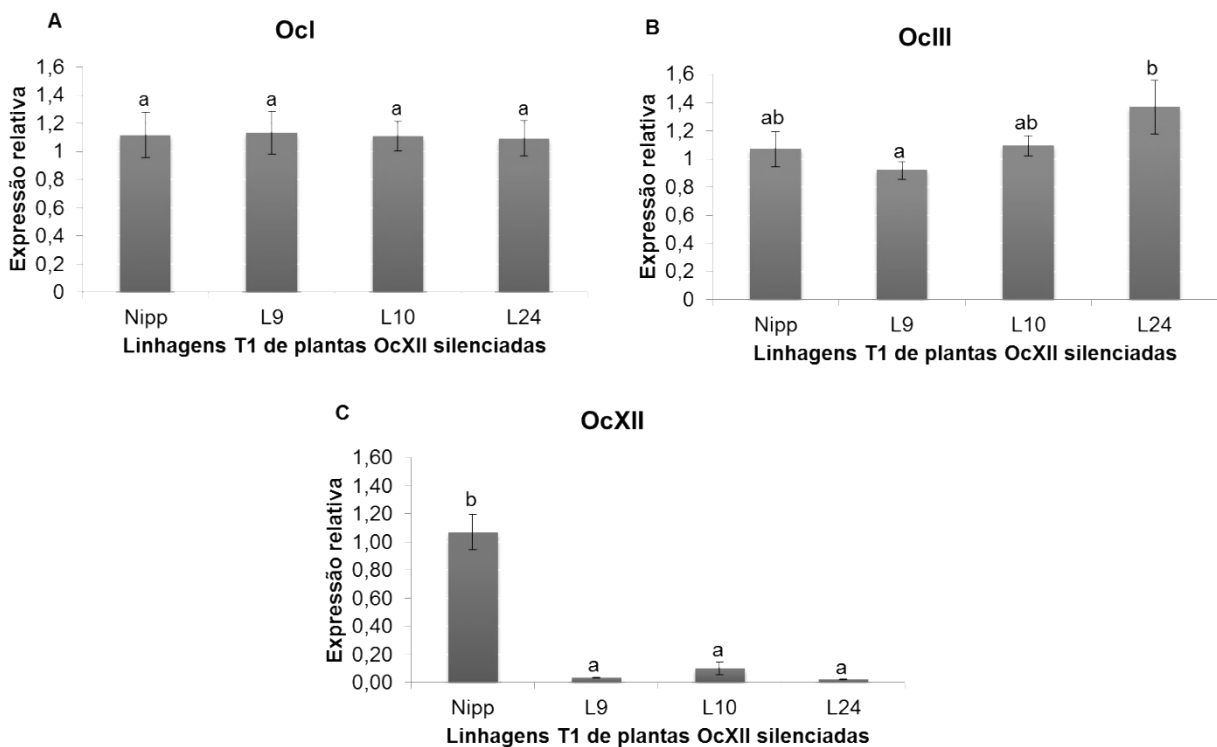 A
OcI
Expressão relativa
1,6
1,4
1,2
1
0,8
0,6
0,4
0,2
0
a
a
a
a
Nipp
L9
L10
L24
Linhagens T1 de plantas OcXII silenciadas
B
OcIII
Expressão relativa
1,6
1,4
1,2
1
0,8
0,6
0,4
0,2
0
ab
a
ab
b
Nipp
L9
L10
L24
Linhagens T1 de plantas OcXII silenciadas
C
OcXII
Expressão relativa
1,60
1,40
1,20
1,00
0,80
0,60
0,40
0,20
0,00
b
a
a
a
Nipp
L9
L10
L24
Linhagens T1 de plantas OcXII silenciadas